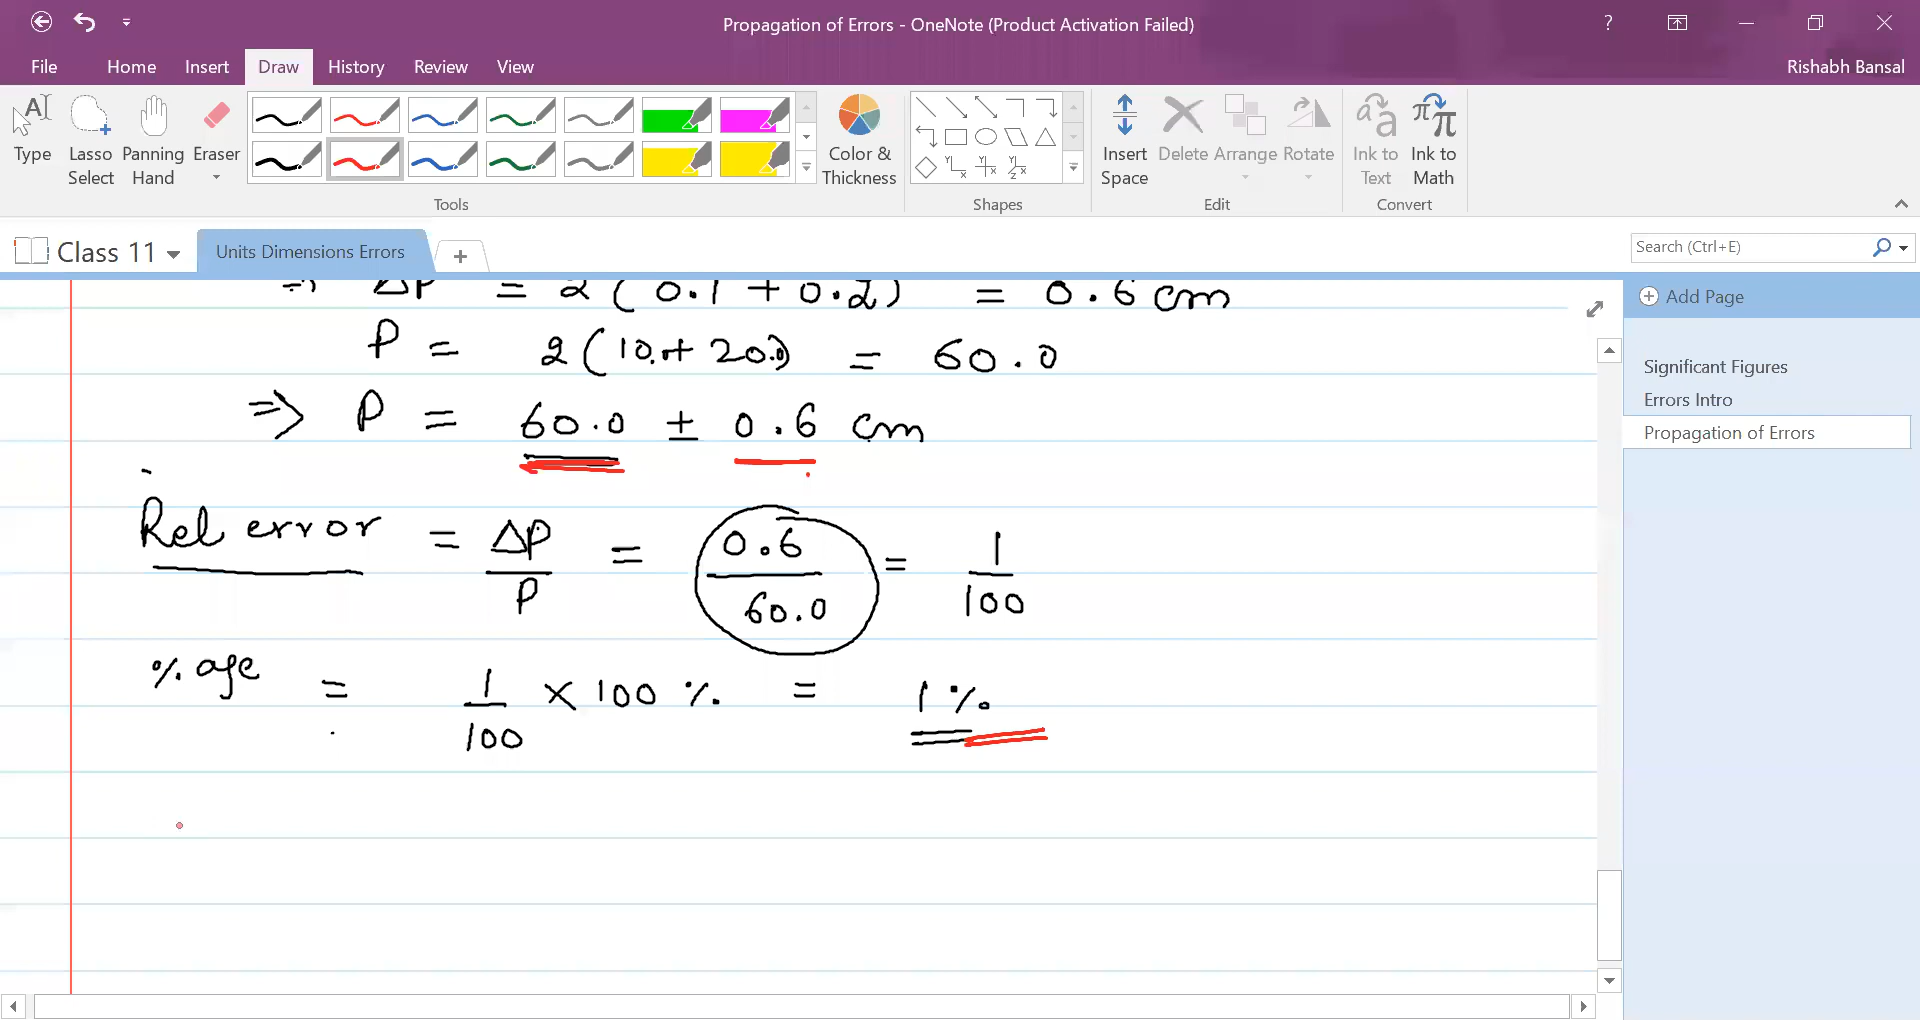 Propagation of Errors - OneNote (Product Activation Failed)
?
File Home Insert Draw History Review View
Rishabh Bansal
Type
Lasso Select
Panning Hand
Eraser
Color & Thickness
Insert Space
Delete
Arrange
Rotate
Ink to Text
Ink to Math
Tools
Shapes
Edit
Convert
Class 11
Units Dimensions Errors
+
Search (Ctrl+E)
Add Page
Significant Figures
Errors Intro
Propagation of Errors
⇒ ΔP = 2 ( 0.1 + 0.2 ) = 0.6 cm
P = 2 (10.0+ 20.0) = 60.0
⇒ P = 60.0 ± 0.6 cm
Rel error = ΔP/P = 0.6/60.0 = 1/100
% age = 1/100 × 100 % = 1 %